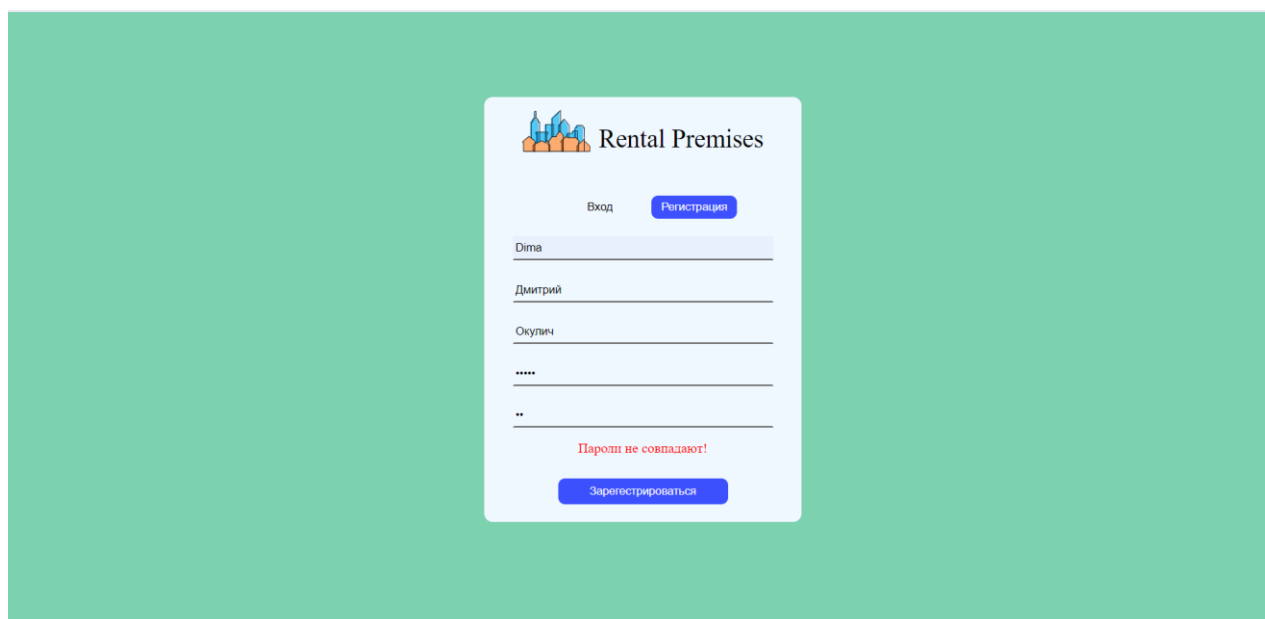 Rental Premises
Вход Регистрация
Dima
Дмитрий
Окулич
•••••
••
Пароли не совпадают!
Зарегестрироваться